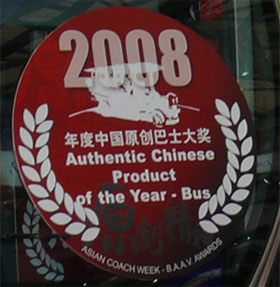 2008
年度中国原创巴士大奖
Authentic Chinese
Product
of the Year - Bus
ASIAN COACH WEEK - B.A.A.V. AWARDS